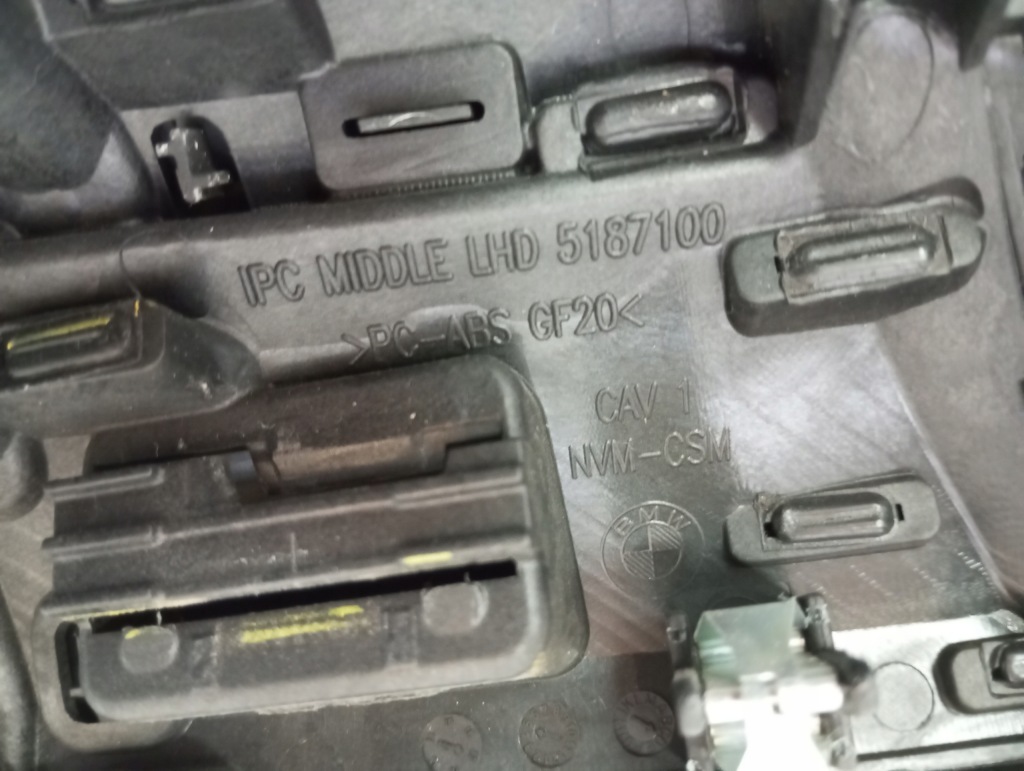 IPC MIDDLE LHD 5187100
>PC-ABS GF20<
CAV 1
NVM-CSM
BMW